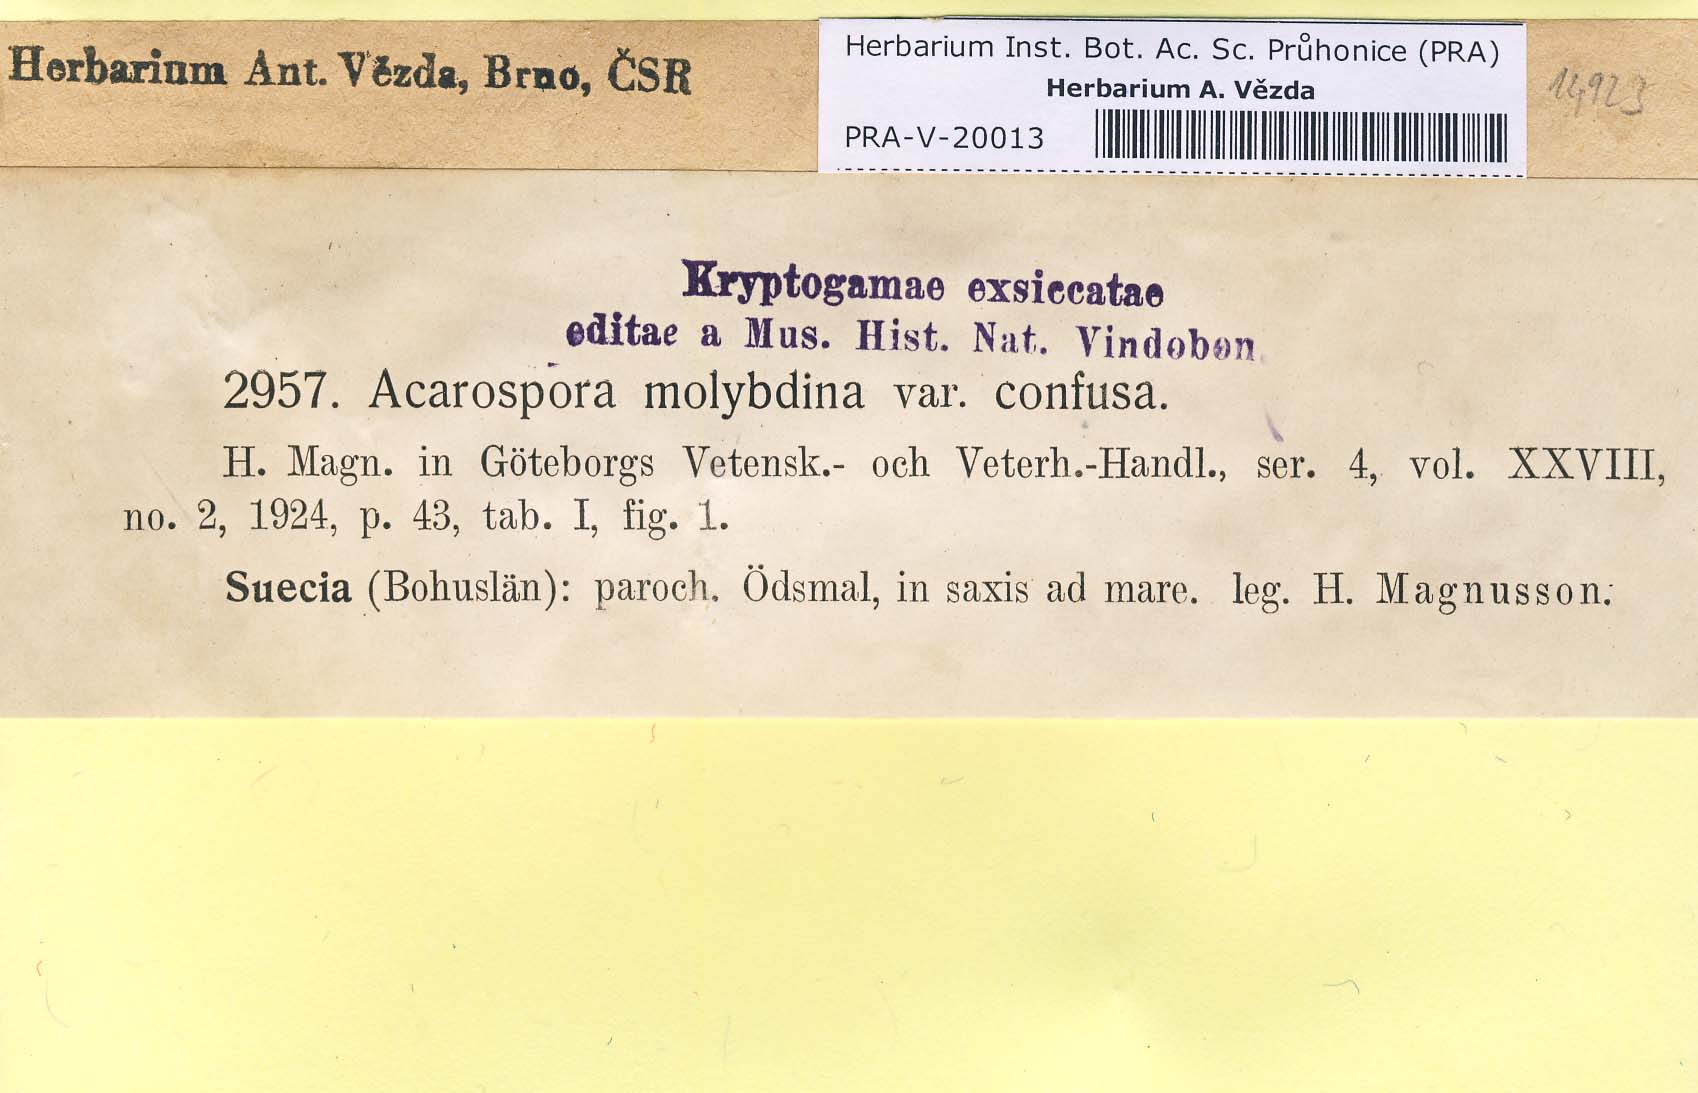 Herbarium Ant. Vězda, Brno, ČSR
Herbarium Inst. Bot. Ac. Sc. Průhonice (PRA)
Herbarium A. Vězda
PRA-V-20013
14,923
Kryptogamae exsiccatae
editae a Mus. Hist. Nat. Vindobon.
2957. Acarospora molybdina var. confusa.
H. Magn. in Göteborgs Vetensk.- och Veterh.-Handl., ser. 4, vol. XXVIII,
no. 2, 1924, p. 43, tab. I, fig. 1.
Suecia (Bohuslän): paroch. Ödsmal, in saxis ad mare. leg. H. Magnusson.